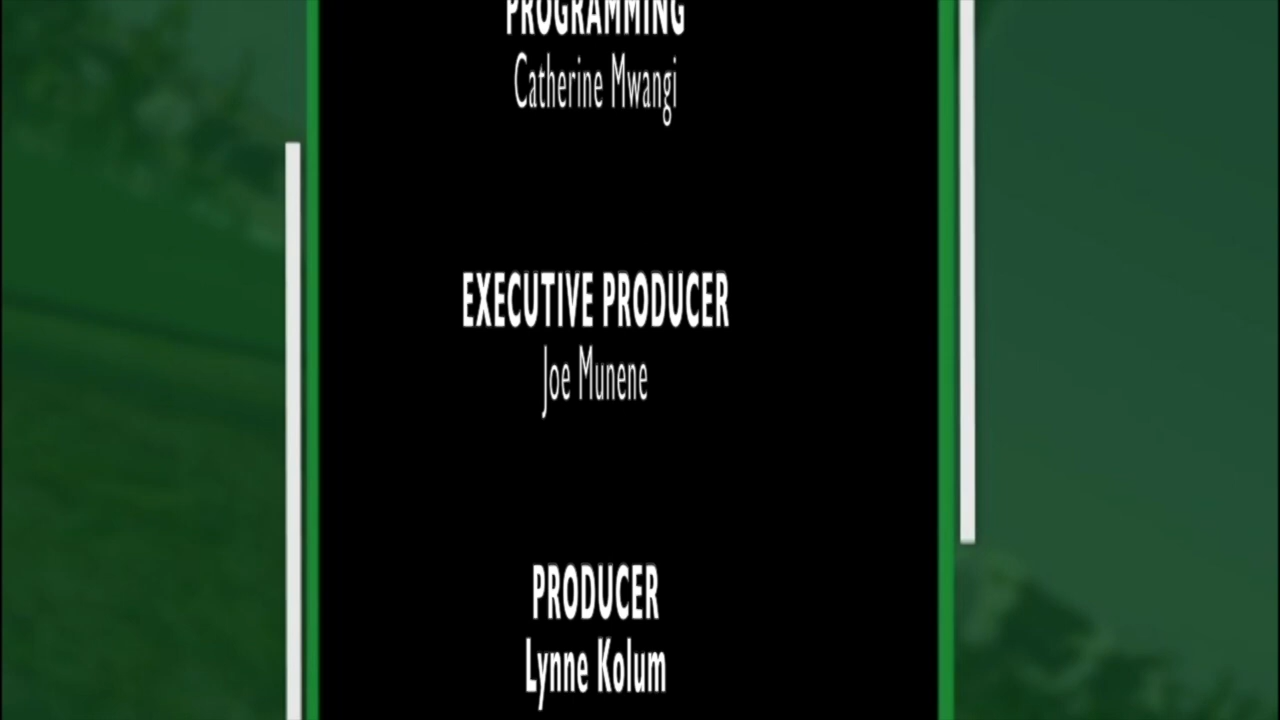 PROGRAMMING
Catherine Mwangi
EXECUTIVE PRODUCER
Joe Munene
PRODUCER
Lynne Kolum